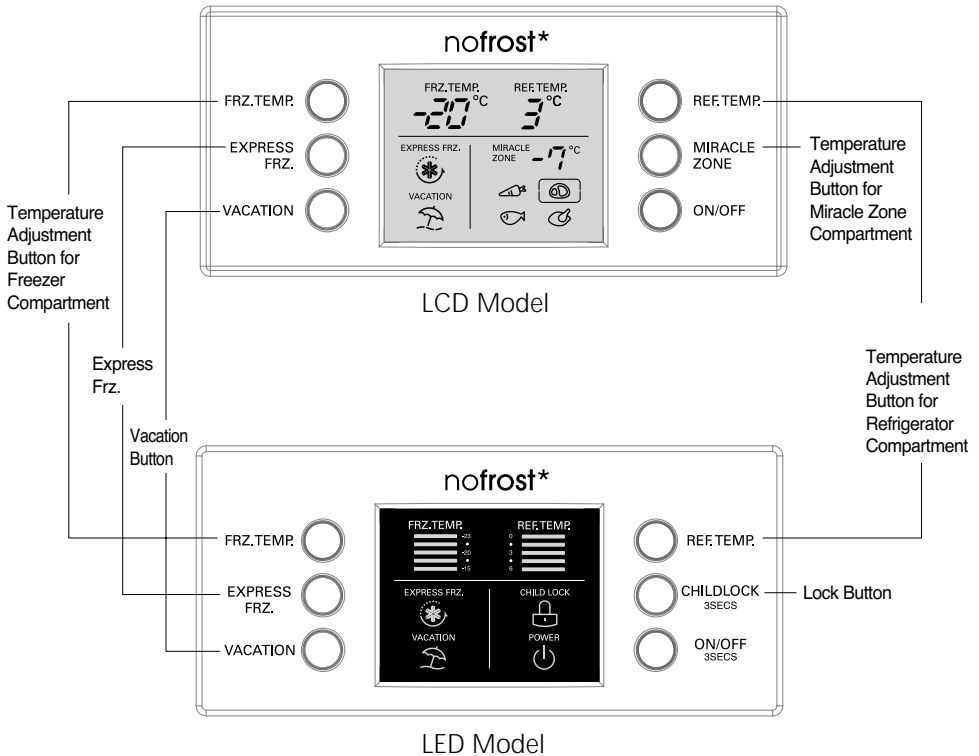 nofrost*
FRZ.TEMP.
EXPRESS
FRZ.
VACATION
FRZ.TEMP. REF.TEMP.
-20°C 3°C
EXPRESS FRZ. MIRACLE
ZONE -7°C
VACATION
REF.TEMP.
MIRACLE
ZONE
ON/OFF
LCD Model
Temperature
Adjustment
Button for
Freezer
Compartment
Express
Frz.
Vacation
Button
Temperature
Adjustment
Button for
Miracle Zone
Compartment
Temperature
Adjustment
Button for
Refrigerator
Compartment
nofrost*
FRZ.TEMP.
EXPRESS
FRZ.
VACATION
FRZ.TEMP. REF.TEMP.
-23 0
-20 3
-15 6
EXPRESS FRZ. CHILD LOCK
VACATION POWER
REF.TEMP.
CHILDLOCK
3SECS
ON/OFF
3SECS
Lock Button
LED Model